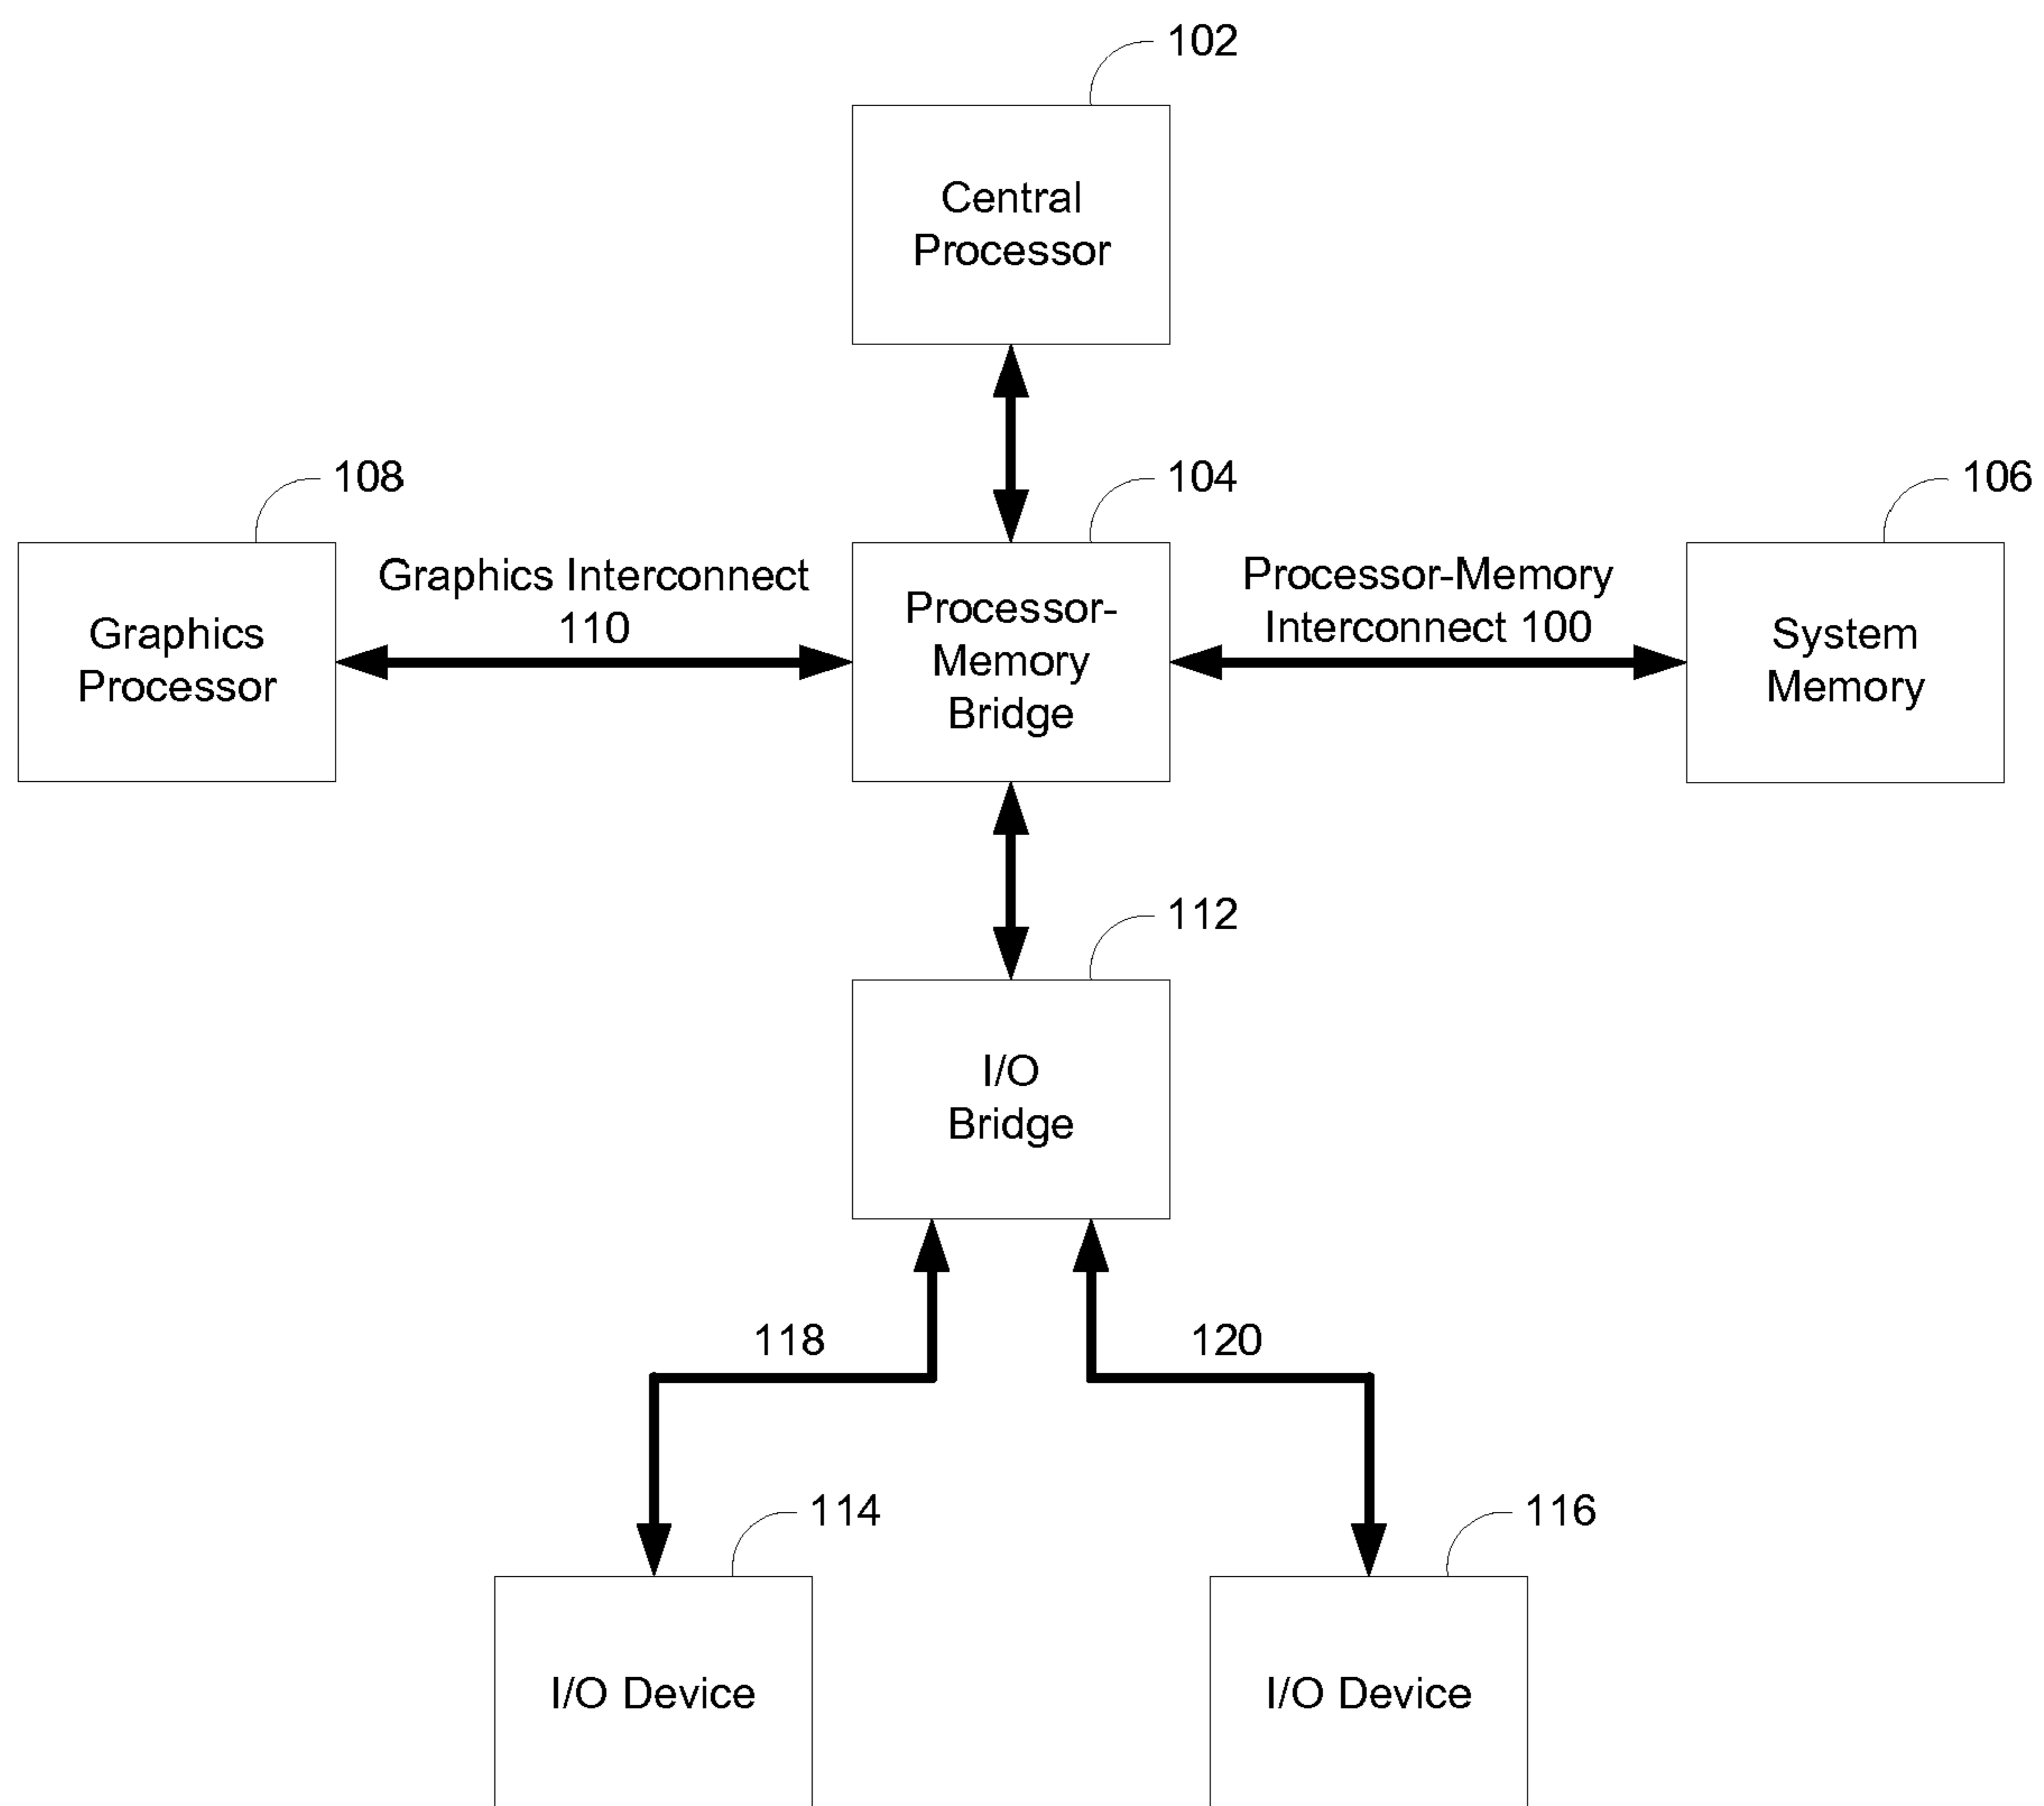 102
Central
Processor
108
104
106
Graphics Interconnect
110
Processor-Memory
Interconnect 100
Graphics
Processor
Processor-
Memory
Bridge
System
Memory
112
I/O
Bridge
118
120
114
116
I/O Device
I/O Device